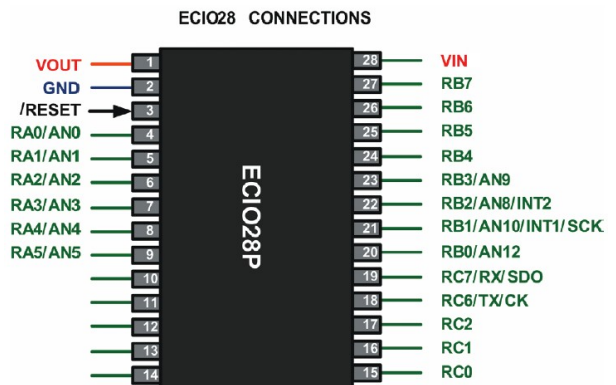 ECIO28 CONNECTIONS
VOUT 1
GND 2
/RESET 3
RA0/AN0 4
RA1/AN1 5
RA2/AN2 6
RA3/AN3 7
RA4/AN4 8
RA5/AN5 9
10
11
12
13
14
ECIO28P
28 VIN
27 RB7
26 RB6
25 RB5
24 RB4
23 RB3/AN9
22 RB2/AN8/INT2
21 RB1/AN10/INT1/SCK
20 RB0/AN12
19 RC7/RX/SDO
18 RC6/TX/CK
17 RC2
16 RC1
15 RC0